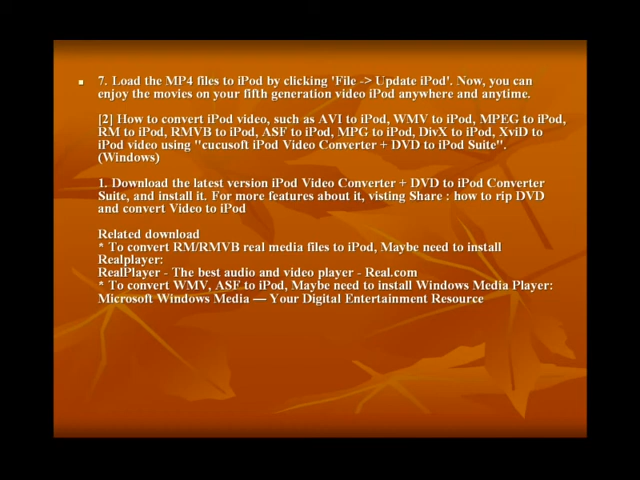 7. Load the MP4 files to iPod by clicking 'File -> Update iPod'. Now, you can
enjoy the movies on your fifth generation video iPod anywhere and anytime.
[2] How to convert iPod video, such as AVI to iPod, WMV to iPod, MPEG to iPod,
RM to iPod, RMVB to iPod, ASF to iPod, MPG to iPod, DivX to iPod, XviD to
iPod video using "cucusoft iPod Video Converter + DVD to iPod Suite".
(Windows)
1. Download the latest version iPod Video Converter + DVD to iPod Converter
Suite, and install it. For more features about it, visting Share : how to rip DVD
and convert Video to iPod
Related download
* To convert RM/RMVB real media files to iPod, Maybe need to install
Realplayer:
RealPlayer - The best audio and video player - Real.com
* To convert WMV, ASF to iPod, Maybe need to install Windows Media Player:
Microsoft Windows Media — Your Digital Entertainment Resource